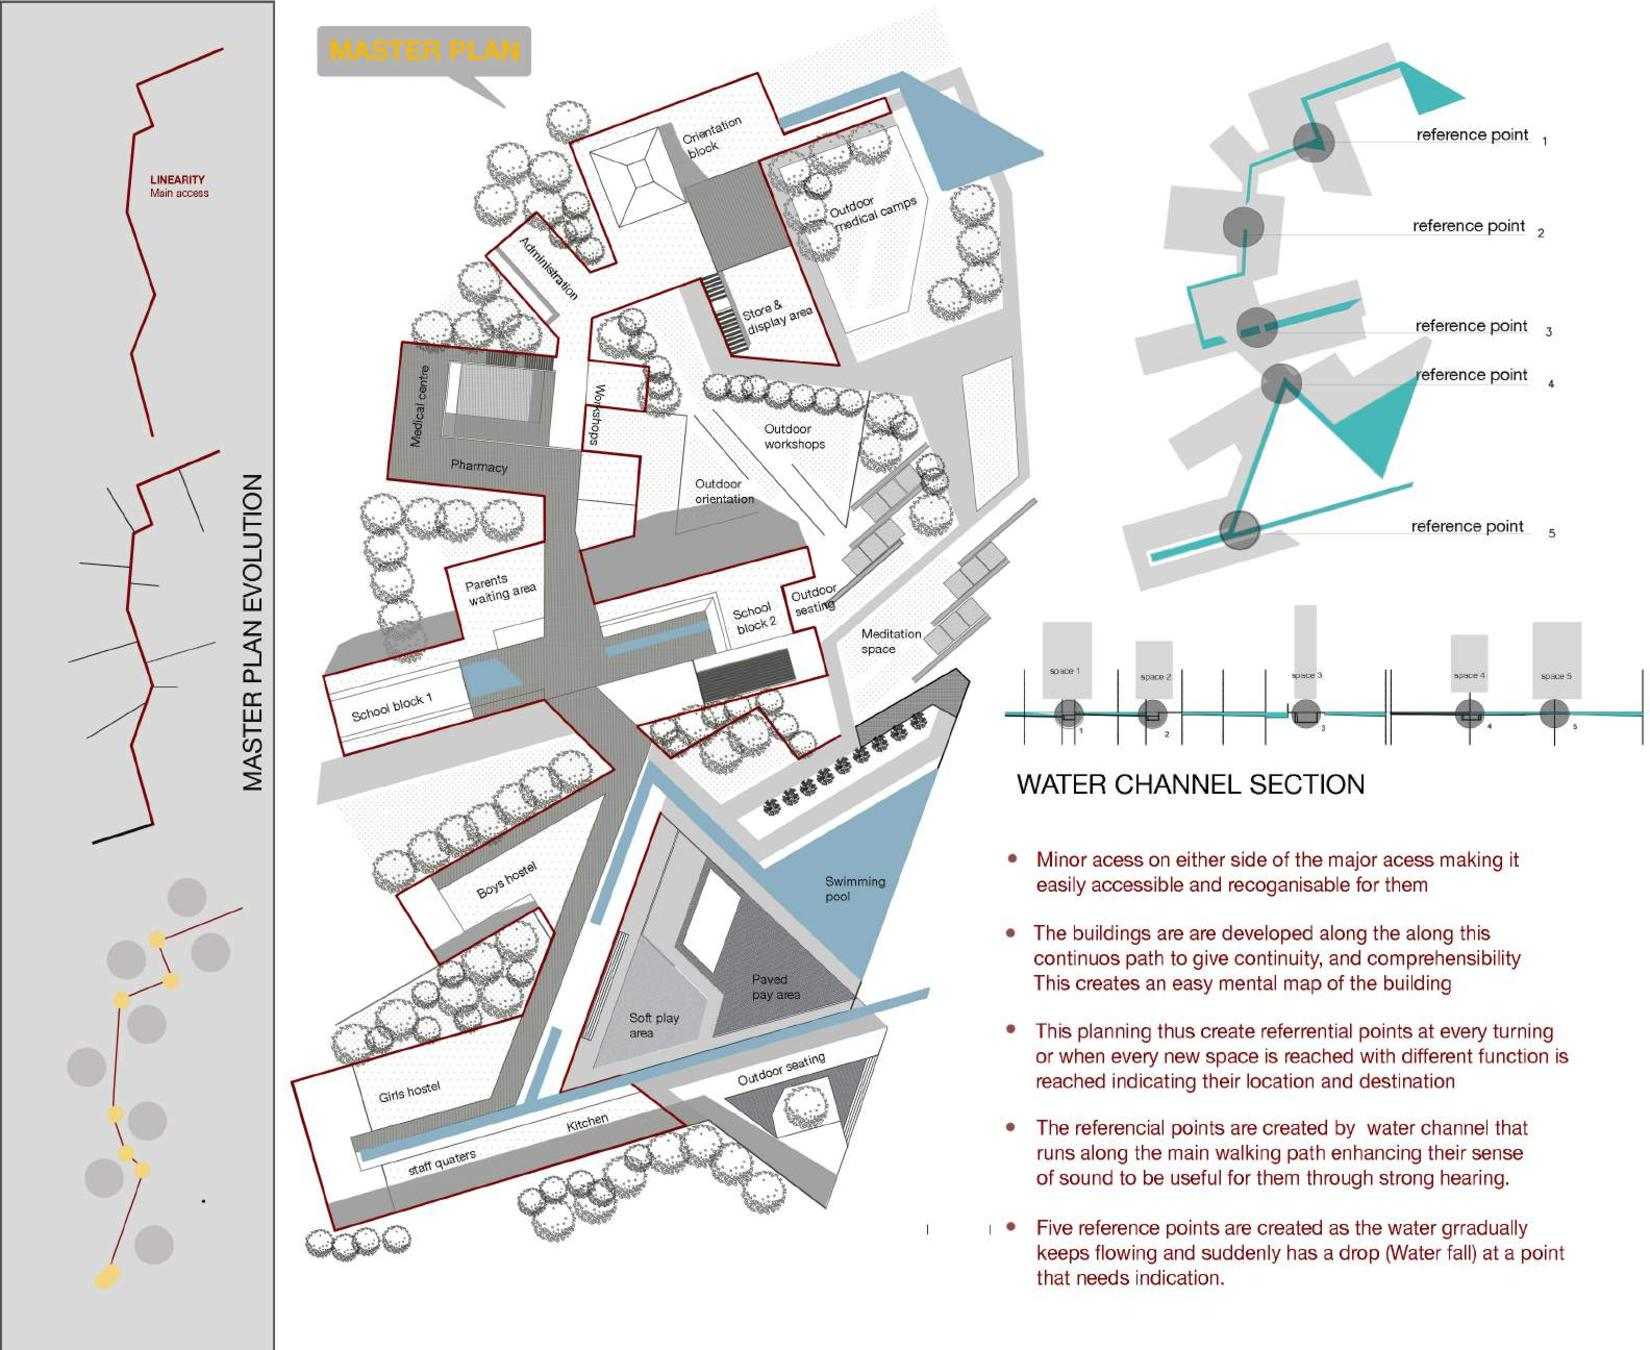 MASTER PLAN
LINEARITY
Main access
MASTER PLAN EVOLUTION
Orientation
block
Outdoor
medical camps
Administration
Store &
display area
Medical centre
Workshops
Pharmacy
Outdoor
workshops
Outdoor
orientation
Parents
waiting area
School
block 2
Outdoor
seating
Meditation
space
School block 1
Boys hostel
Swimming
pool
Paved
pay area
Soft play
area
Girls hostel
Outdoor seating
Kitchen
staff quaters
reference point 1
reference point 2
reference point 3
reference point 4
reference point 5
space 1
space 2
space 3
space 4
space 5
1
2
3
4
5
WATER CHANNEL SECTION
• Minor acess on either side of the major acess making it
easily accessible and recoganisable for them
• The buildings are are developed along the along this
continuos path to give continuity, and comprehensibility
This creates an easy mental map of the building
• This planning thus create referrential points at every turning
or when every new space is reached with different function is
reached indicating their location and destination
• The referencial points are created by water channel that
runs along the main walking path enhancing their sense
of sound to be useful for them through strong hearing.
• Five reference points are created as the water grradually
keeps flowing and suddenly has a drop (Water fall) at a point
that needs indication.